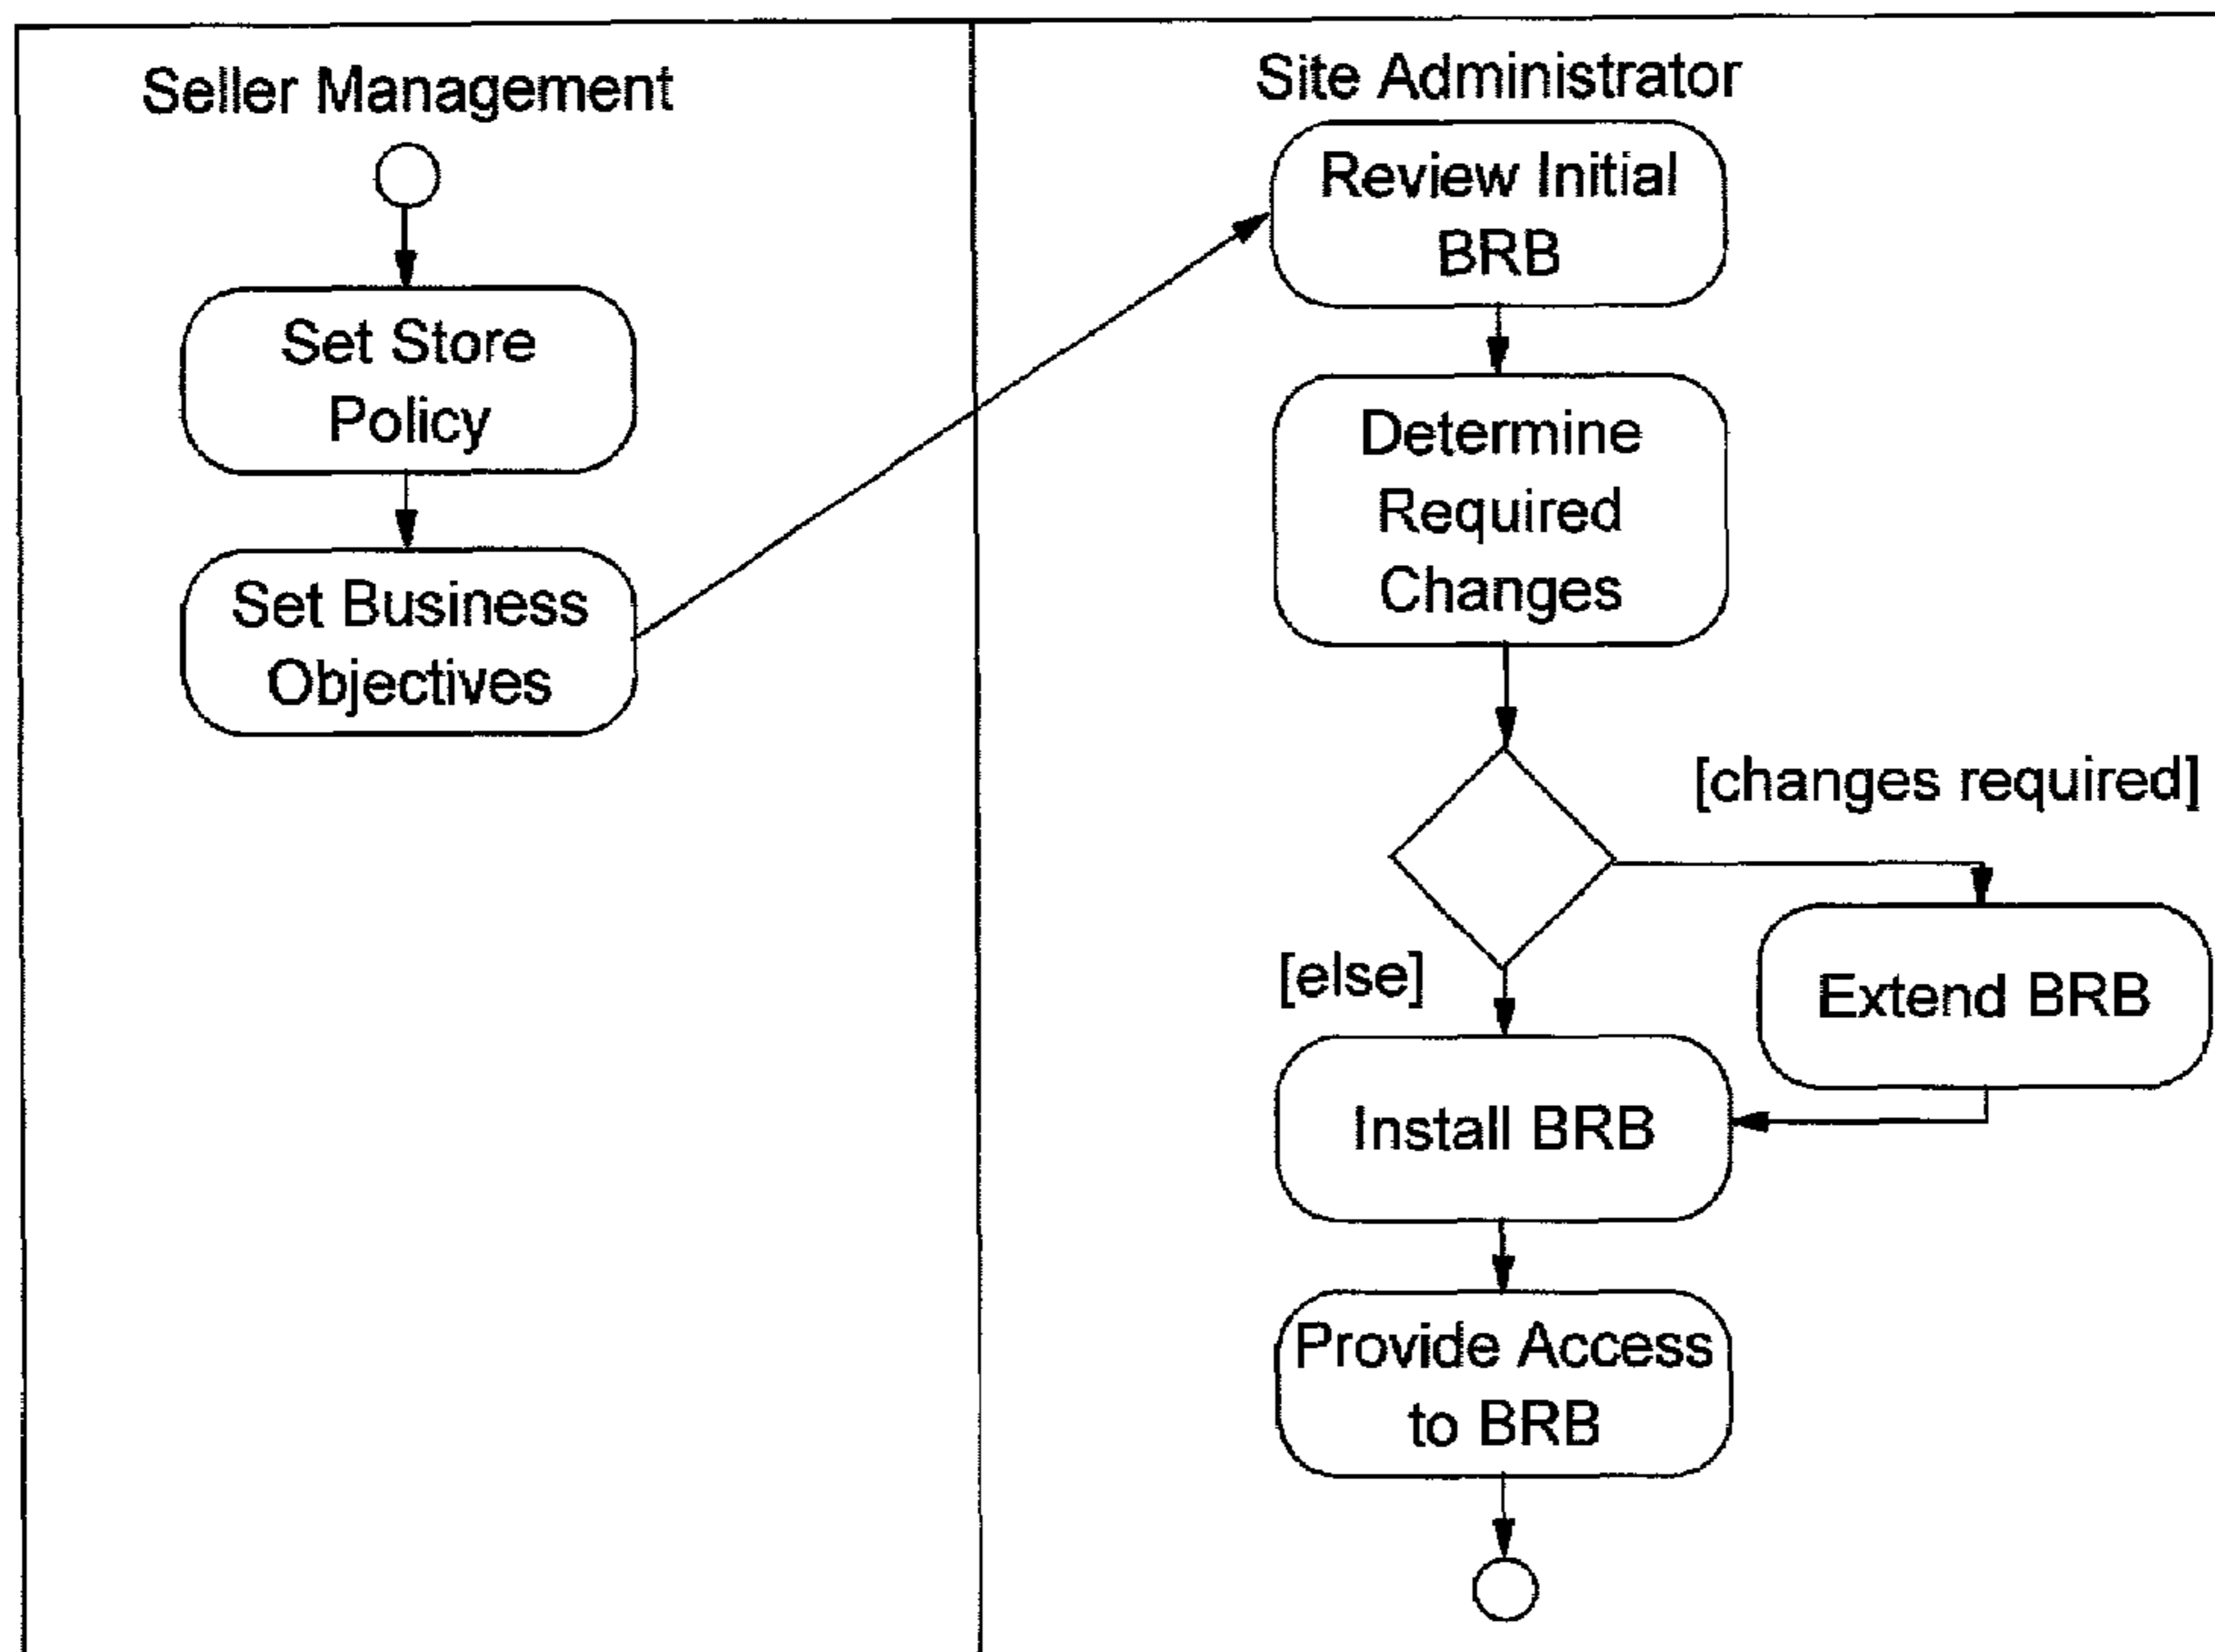 Seller Management
Set Store
Policy
Set Business
Objectives
Site Administrator
Review Initial
BRB
Determine
Required
Changes
[changes required]
[else]
Extend BRB
Install BRB
Provide Access
to BRB